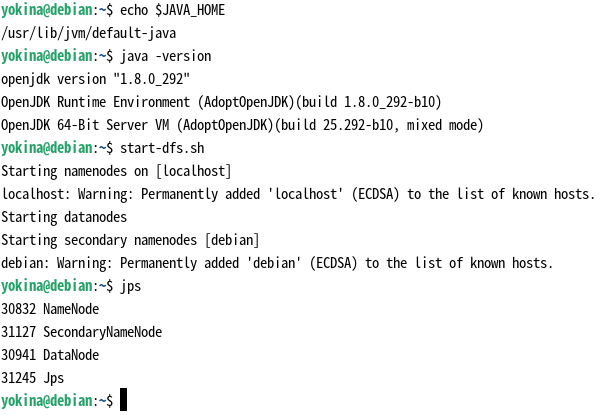 yokina@debian:~$ echo $JAVA_HOME
/usr/lib/jvm/default-java
yokina@debian:~$ java -version
openjdk version "1.8.0_292"
OpenJDK Runtime Environment (AdoptOpenJDK)(build 1.8.0_292-b10)
OpenJDK 64-Bit Server VM (AdoptOpenJDK)(build 25.292-b10, mixed mode)
yokina@debian:~$ start-dfs.sh
Starting namenodes on [localhost]
localhost: Warning: Permanently added 'localhost' (ECDSA) to the list of known hosts.
Starting datanodes
Starting secondary namenodes [debian]
debian: Warning: Permanently added 'debian' (ECDSA) to the list of known hosts.
yokina@debian:~$ jps
30832 NameNode
31127 SecondaryNameNode
30941 DataNode
31245 Jps
yokina@debian:~$